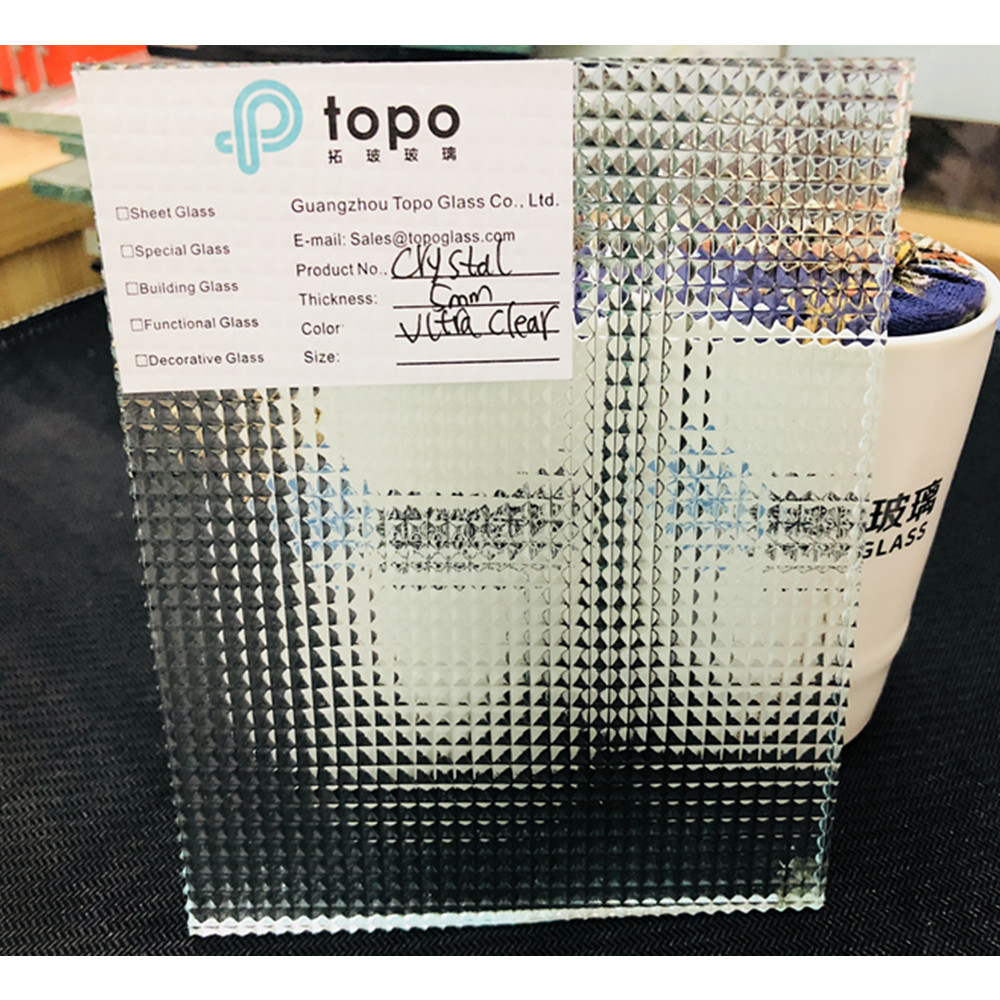 topo
拓玻玻璃
□Sheet Glass
□Special Glass
□Building Glass
□Functional Glass
□Decorative Glass
Guangzhou Topo Glass Co., Ltd.
E-mail: Sales@topoglass.com
Product No.. Crystal
Thickness: 5mm
Color: Ultra Clear
Size:
玻璃
GLASS